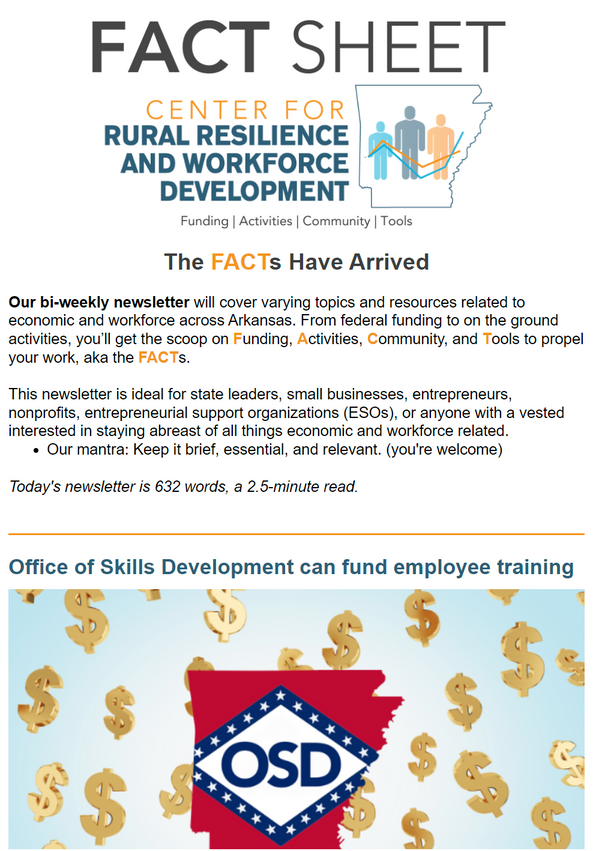 FACT SHEET
CENTER FOR
RURAL RESILIENCE
AND WORKFORCE
DEVELOPMENT
Funding | Activities | Community | Tools
The FACTs Have Arrived
Our bi-weekly newsletter will cover varying topics and resources related to
economic and workforce across Arkansas. From federal funding to on the ground
activities, you'll get the scoop on Funding, Activities, Community, and Tools to propel
your work, aka the FACTs.
This newsletter is ideal for state leaders, small businesses, entrepreneurs,
nonprofits, entrepreneurial support organizations (ESOs), or anyone with a vested
interested in staying abreast of all things economic and workforce related.
• Our mantra: Keep it brief, essential, and relevant. (you're welcome)
Today's newsletter is 632 words, a 2.5-minute read.
Office of Skills Development can fund employee training
OSD